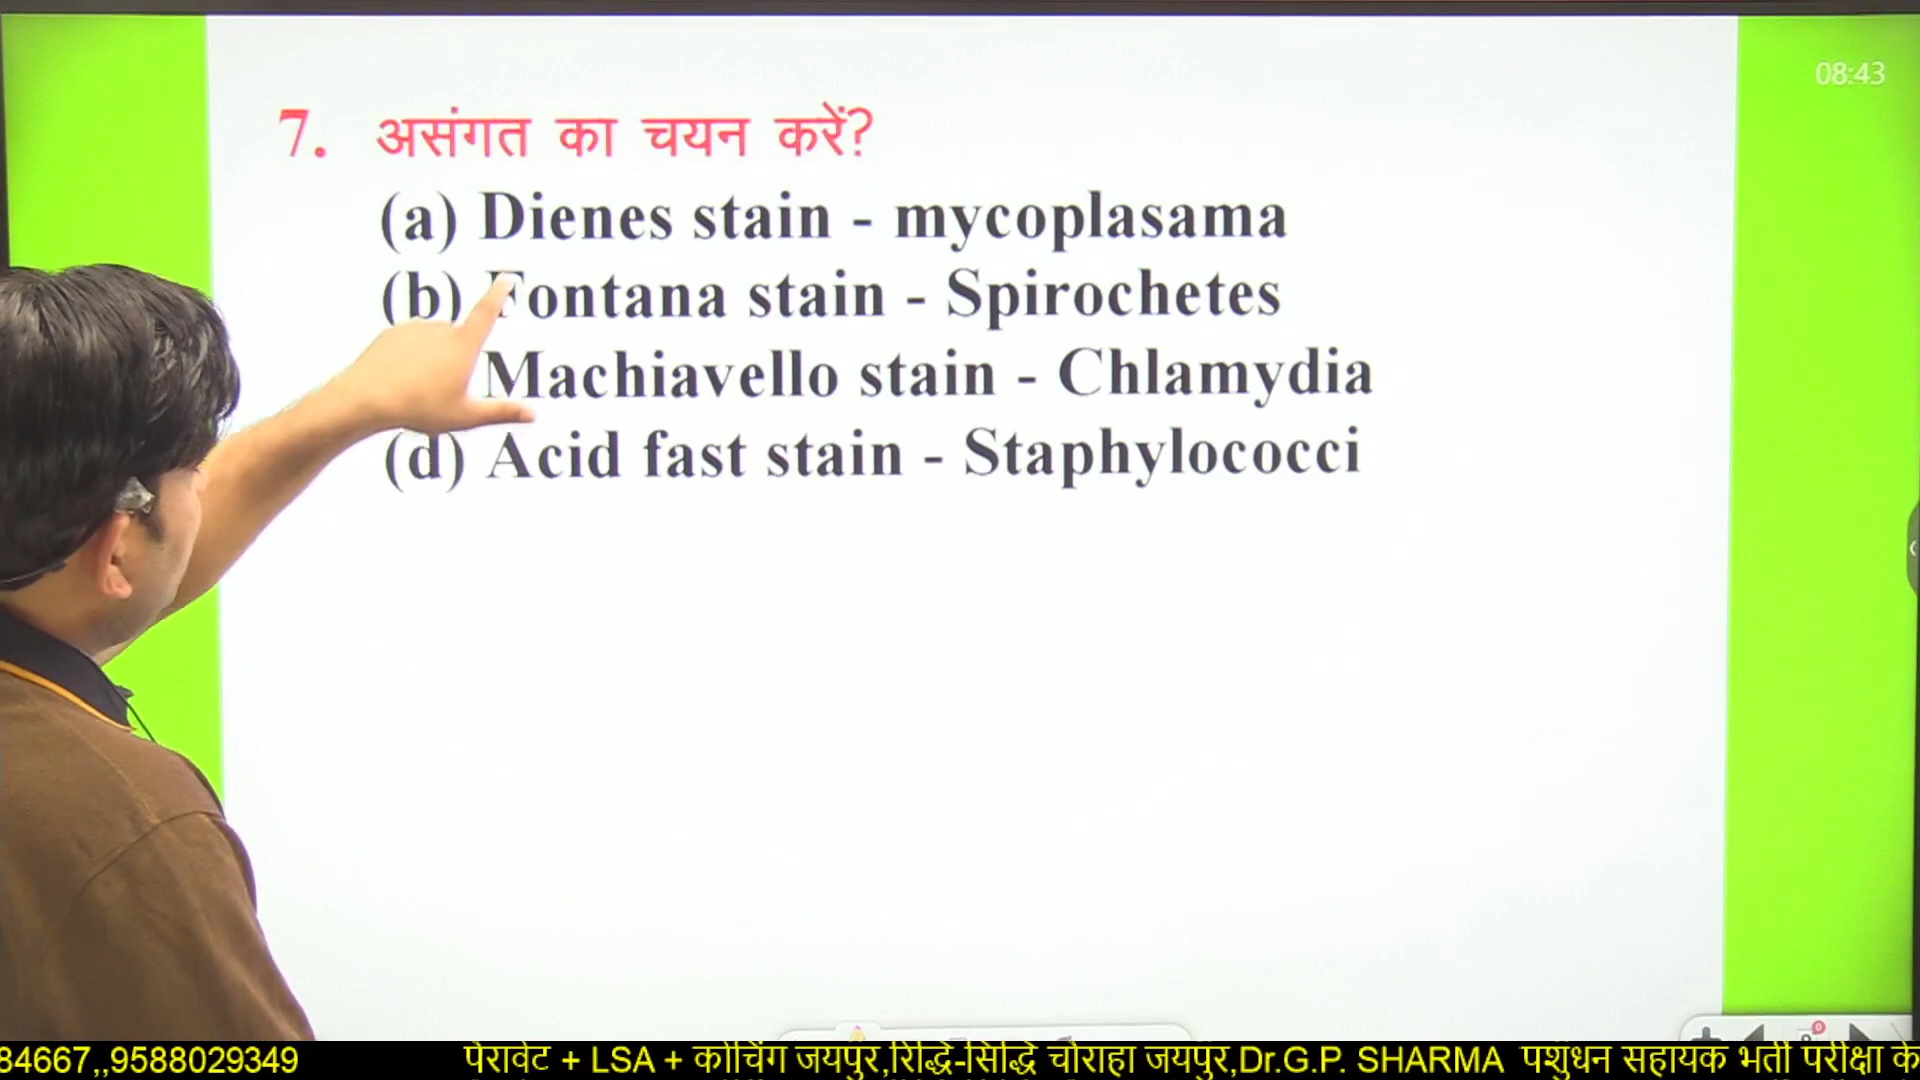 08:43
7. असंगत का चयन करें?
(a) Dienes stain - mycoplasama
(b) Fontana stain - Spirochetes
Machiavello stain - Chlamydia
(d) Acid fast stain - Staphylococci
84667,,9588029349 पेरावेट + LSA + कोचिंग जयपुर,रिद्धि-सिद्धि चौराहा जयपुर,Dr.G.P. SHARMA पशुधन सहायक भर्ती परीक्षा के